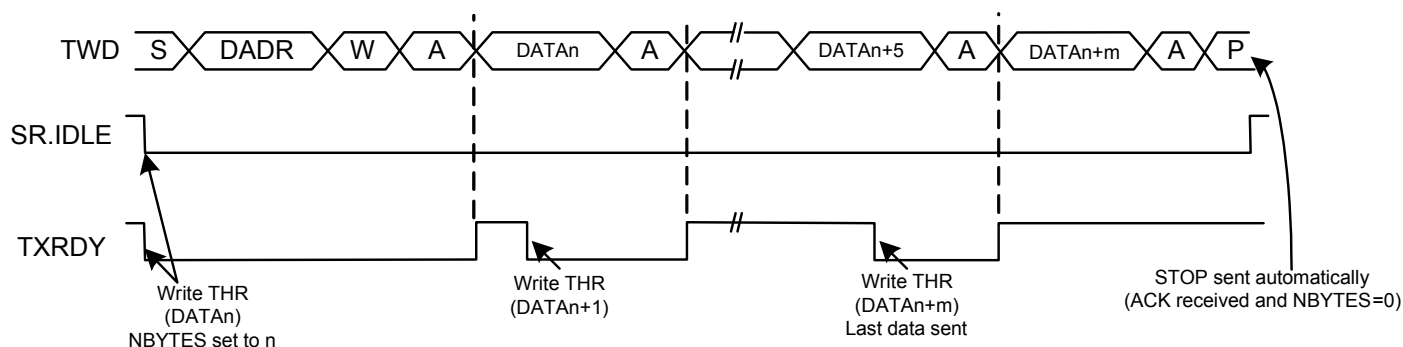 TWD S DADR W A DATAn A DATAn+5 A DATAn+m A P
SR.IDLE
TXRDY
Write THR
(DATAn)
NBYTES set to n
Write THR
(DATAn+1)
Write THR
(DATAn+m)
Last data sent
STOP sent automatically
(ACK received and NBYTES=0)